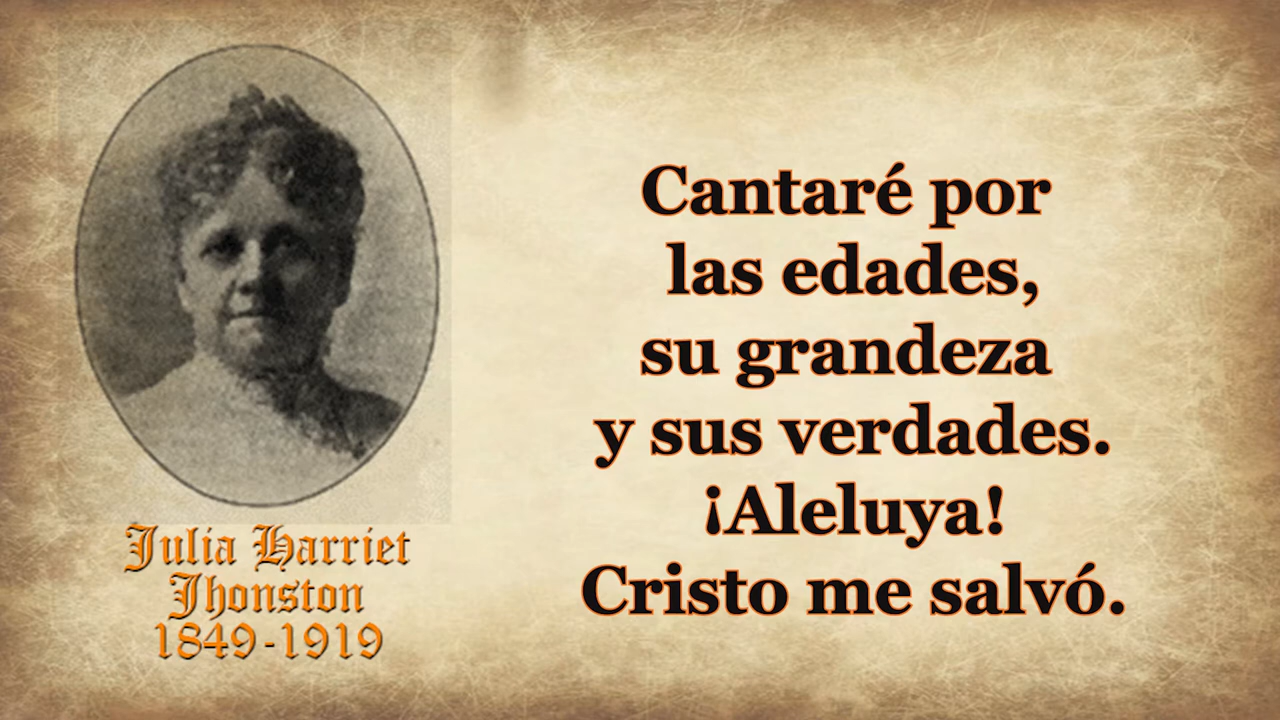 Cantaré por
las edades,
su grandeza
y sus verdades.
¡Aleluya!
Cristo me salvó.
Julia Harriet
Jhonston
1849-1919